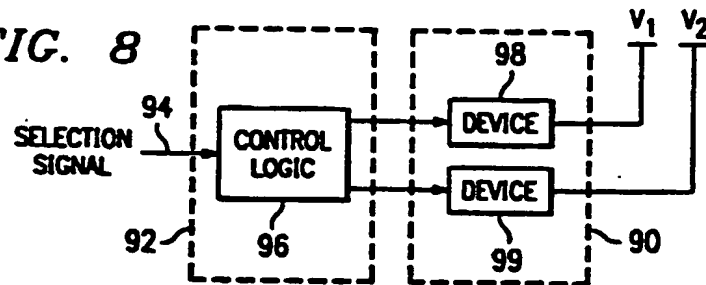 FIG. 8
V1
V2
98
94
SELECTION
SIGNAL
CONTROL
LOGIC
DEVICE
DEVICE
92
96
99
90